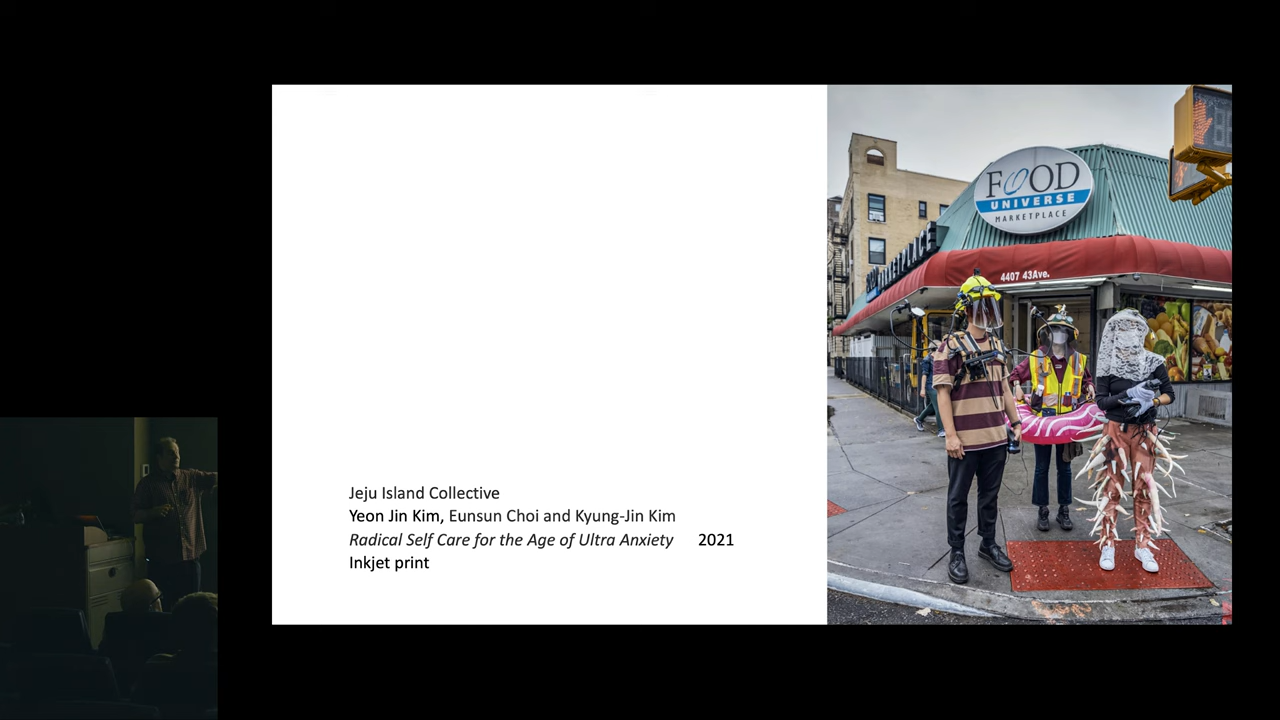 Jeju Island Collective
Yeon Jin Kim, Eunsun Choi and Kyung-Jin Kim
Radical Self Care for the Age of Ultra Anxiety 2021
Inkjet print
FOOD
UNIVERSE
MARKETPLACE
MARKETPLACE
4407 43Ave.